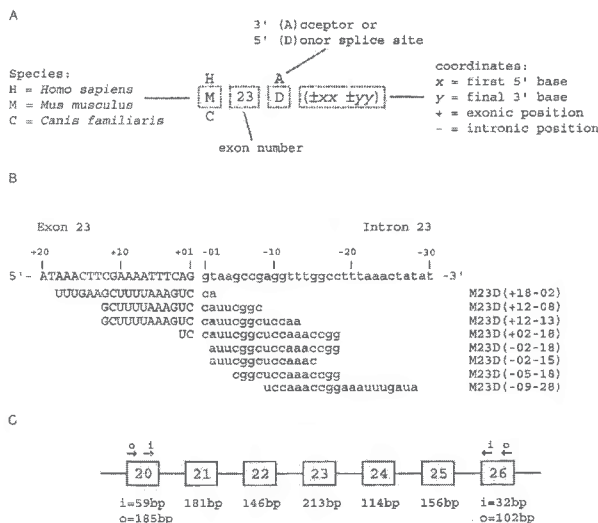 A
3' (A)cceptor or
5' (D)onor splice site
Species:
H = Homo sapiens
M = Mus musculus
C = Canis familiaris
H A
M 23 D (±xx ±yy)
C
exon number
coordinates:
x = first 5' base
y = final 3' base
+ = exonic position
- = intronic position
B
Exon 23 Intron 23
+20 +10 +01 -01 -10 -20 -30
5'- ATAAACTTCGAAAATTTCAG gtaagccgaggtttggcctttaaactatat -3'
UUUGAAGCUUUUAAAGUC ca M23D(+18-02)
GCUUUUAAAGUC cauucggc M23D(+12-08)
GCUUUUAAAGUC cauucggcuccaa M23D(+12-13)
UC cauucggcuccaaaccgg M23D(+02-18)
auucggcuccaaaccgg M23D(-02-18)
auucggcuccaaac M23D(-02-15)
cggcuccaaaccgg M23D(-05-18)
uccaaaccggaaauuugaua M23D(-09-28)
C
o i i o
20 21 22 23 24 25 26
i=59bp 181bp 146bp 213bp 114bp 156bp i=32bp
o=185bp o=102bp